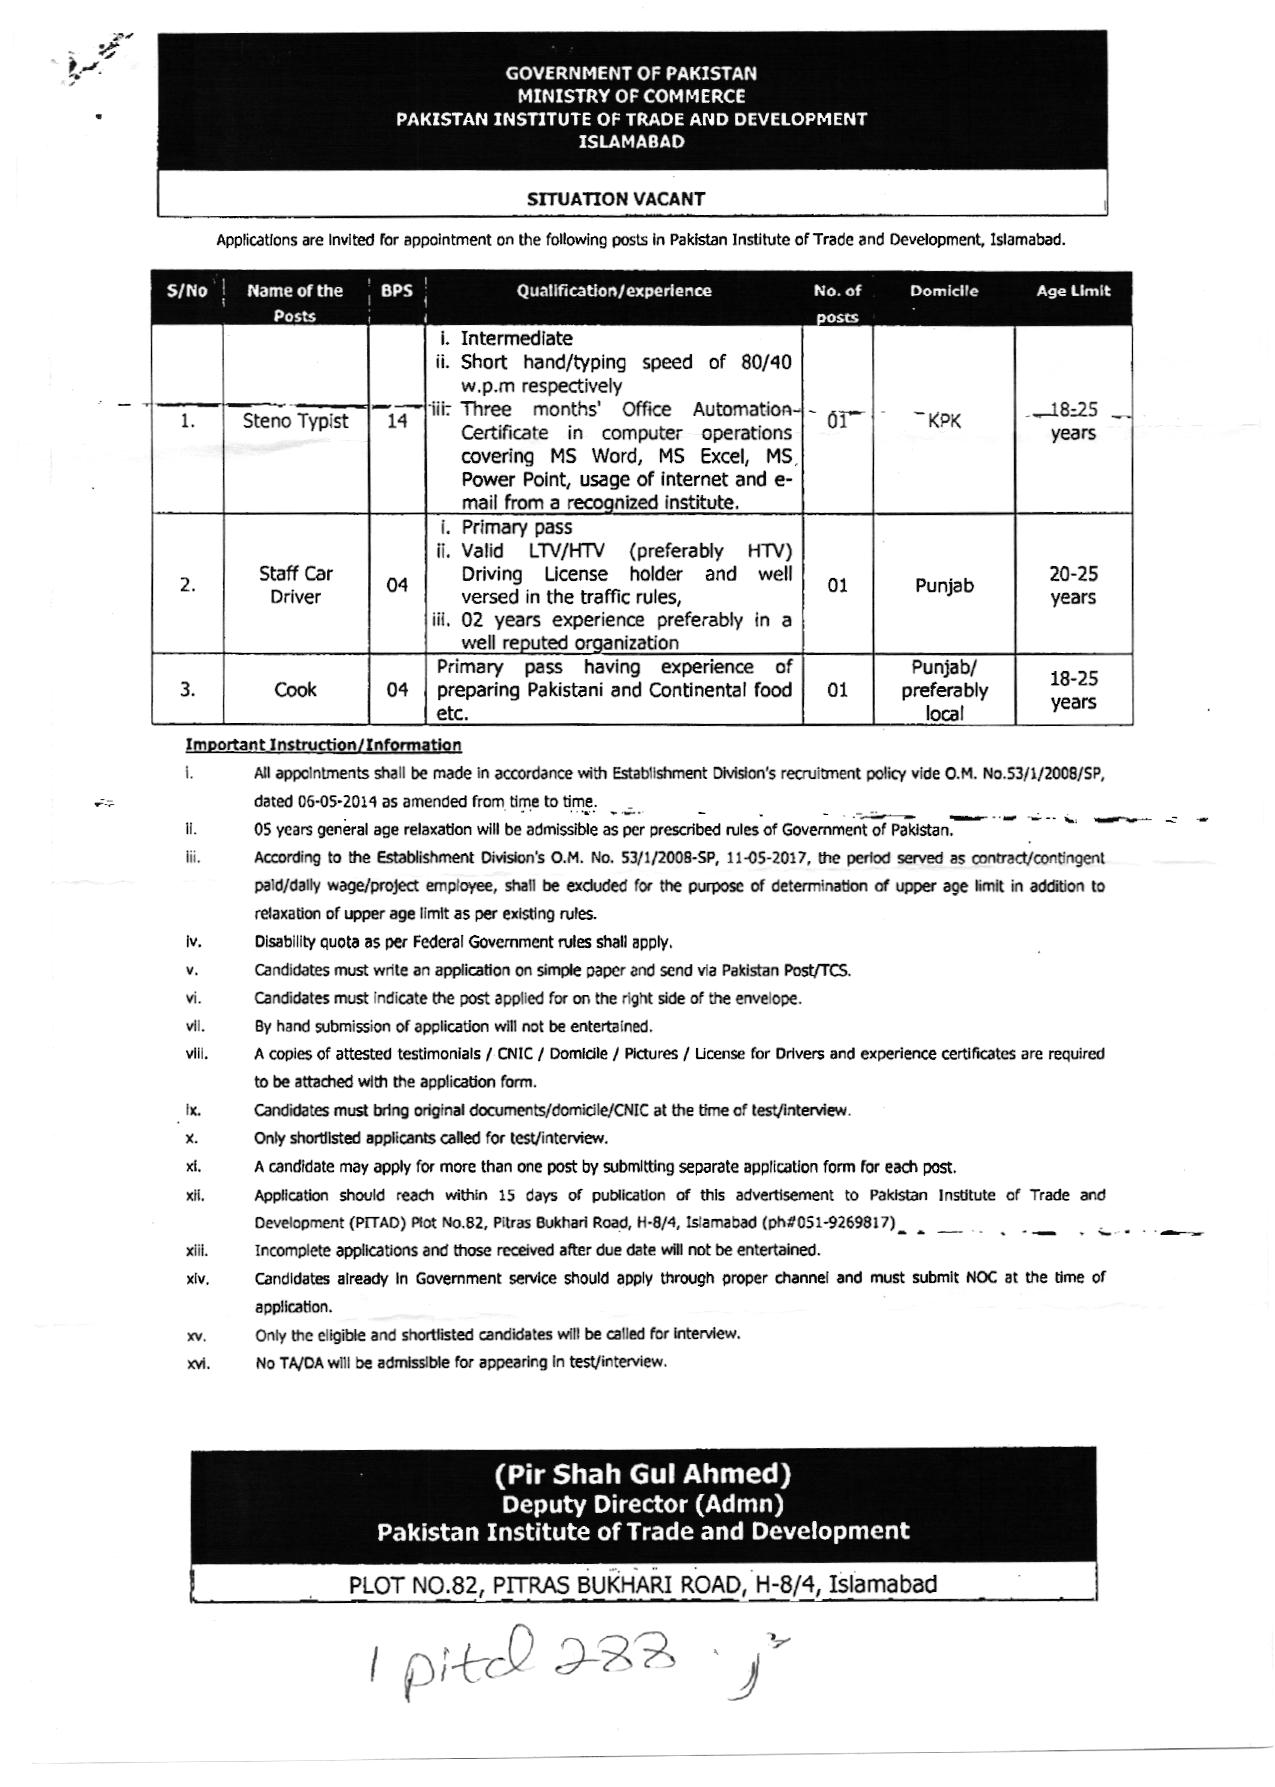 GOVERNMENT OF PAKISTAN
MINISTRY OF COMMERCE
PAKISTAN INSTITUTE OF TRADE AND DEVELOPMENT
ISLAMABAD
SITUATION VACANT
Applications are invited for appointment on the following posts in Pakistan Institute of Trade and Development, Islamabad.
S/No Name of the Posts BPS Qualification/experience No. of posts Domicile Age Limit
1. Steno Typist 14
i. Intermediate
ii. Short hand/typing speed of 80/40
w.p.m respectively
iii. Three months' Office Automation
Certificate in computer operations
covering MS Word, MS Excel, MS
Power Point, usage of internet and e-
mail from a recognized institute.
01 KPK 18-25 years
2. Staff Car Driver 04
i. Primary pass
ii. Valid LTV/HTV (preferably HTV)
Driving License holder and well
versed in the traffic rules,
iii. 02 years experience preferably in a
well reputed organization
01 Punjab 20-25 years
3. Cook 04
Primary pass having experience of
preparing Pakistani and Continental food
etc.
01 Punjab/ preferably local 18-25 years
Important Instruction/Information
i. All appointments shall be made in accordance with Establishment Division's recruitment policy vide O.M. No.53/1/2008/SP,
dated 06-05-2014 as amended from time to time.
ii. 05 years general age relaxation will be admissible as per prescribed rules of Government of Pakistan.
iii. According to the Establishment Division's O.M. No. 53/1/2008-SP, 11-05-2017, the period served as contract/contingent
paid/daily wage/project employee, shall be excluded for the purpose of determination of upper age limit in addition to
relaxation of upper age limit as per existing rules.
iv. Disability quota as per Federal Government rules shall apply.
v. Candidates must write an application on simple paper and send via Pakistan Post/TCS.
vi. Candidates must indicate the post applied for on the right side of the envelope.
vii. By hand submission of application will not be entertained.
viii. A copies of attested testimonials / CNIC / Domicile / Pictures / License for Drivers and experience certificates are required
to be attached with the application form.
ix. Candidates must bring original documents/domicile/CNIC at the time of test/interview.
x. Only shortlisted applicants called for test/interview.
xi. A candidate may apply for more than one post by submitting separate application form for each post.
xii. Application should reach within 15 days of publication of this advertisement to Pakistan Institute of Trade and
Development (PITAD) Plot No.82, Pitras Bukhari Road, H-8/4, Islamabad (ph#051-9269817)
xiii. Incomplete applications and those received after due date will not be entertained.
xiv. Candidates already in Government service should apply through proper channel and must submit NOC at the time of
application.
xv. Only the eligible and shortlisted candidates will be called for interview.
xvi. No TA/DA will be admissible for appearing in test/interview.
(Pir Shah Gul Ahmed)
Deputy Director (Admn)
Pakistan Institute of Trade and Development
PLOT NO.82, PITRAS BUKHARI ROAD, H-8/4, Islamabad
1 pitd 288